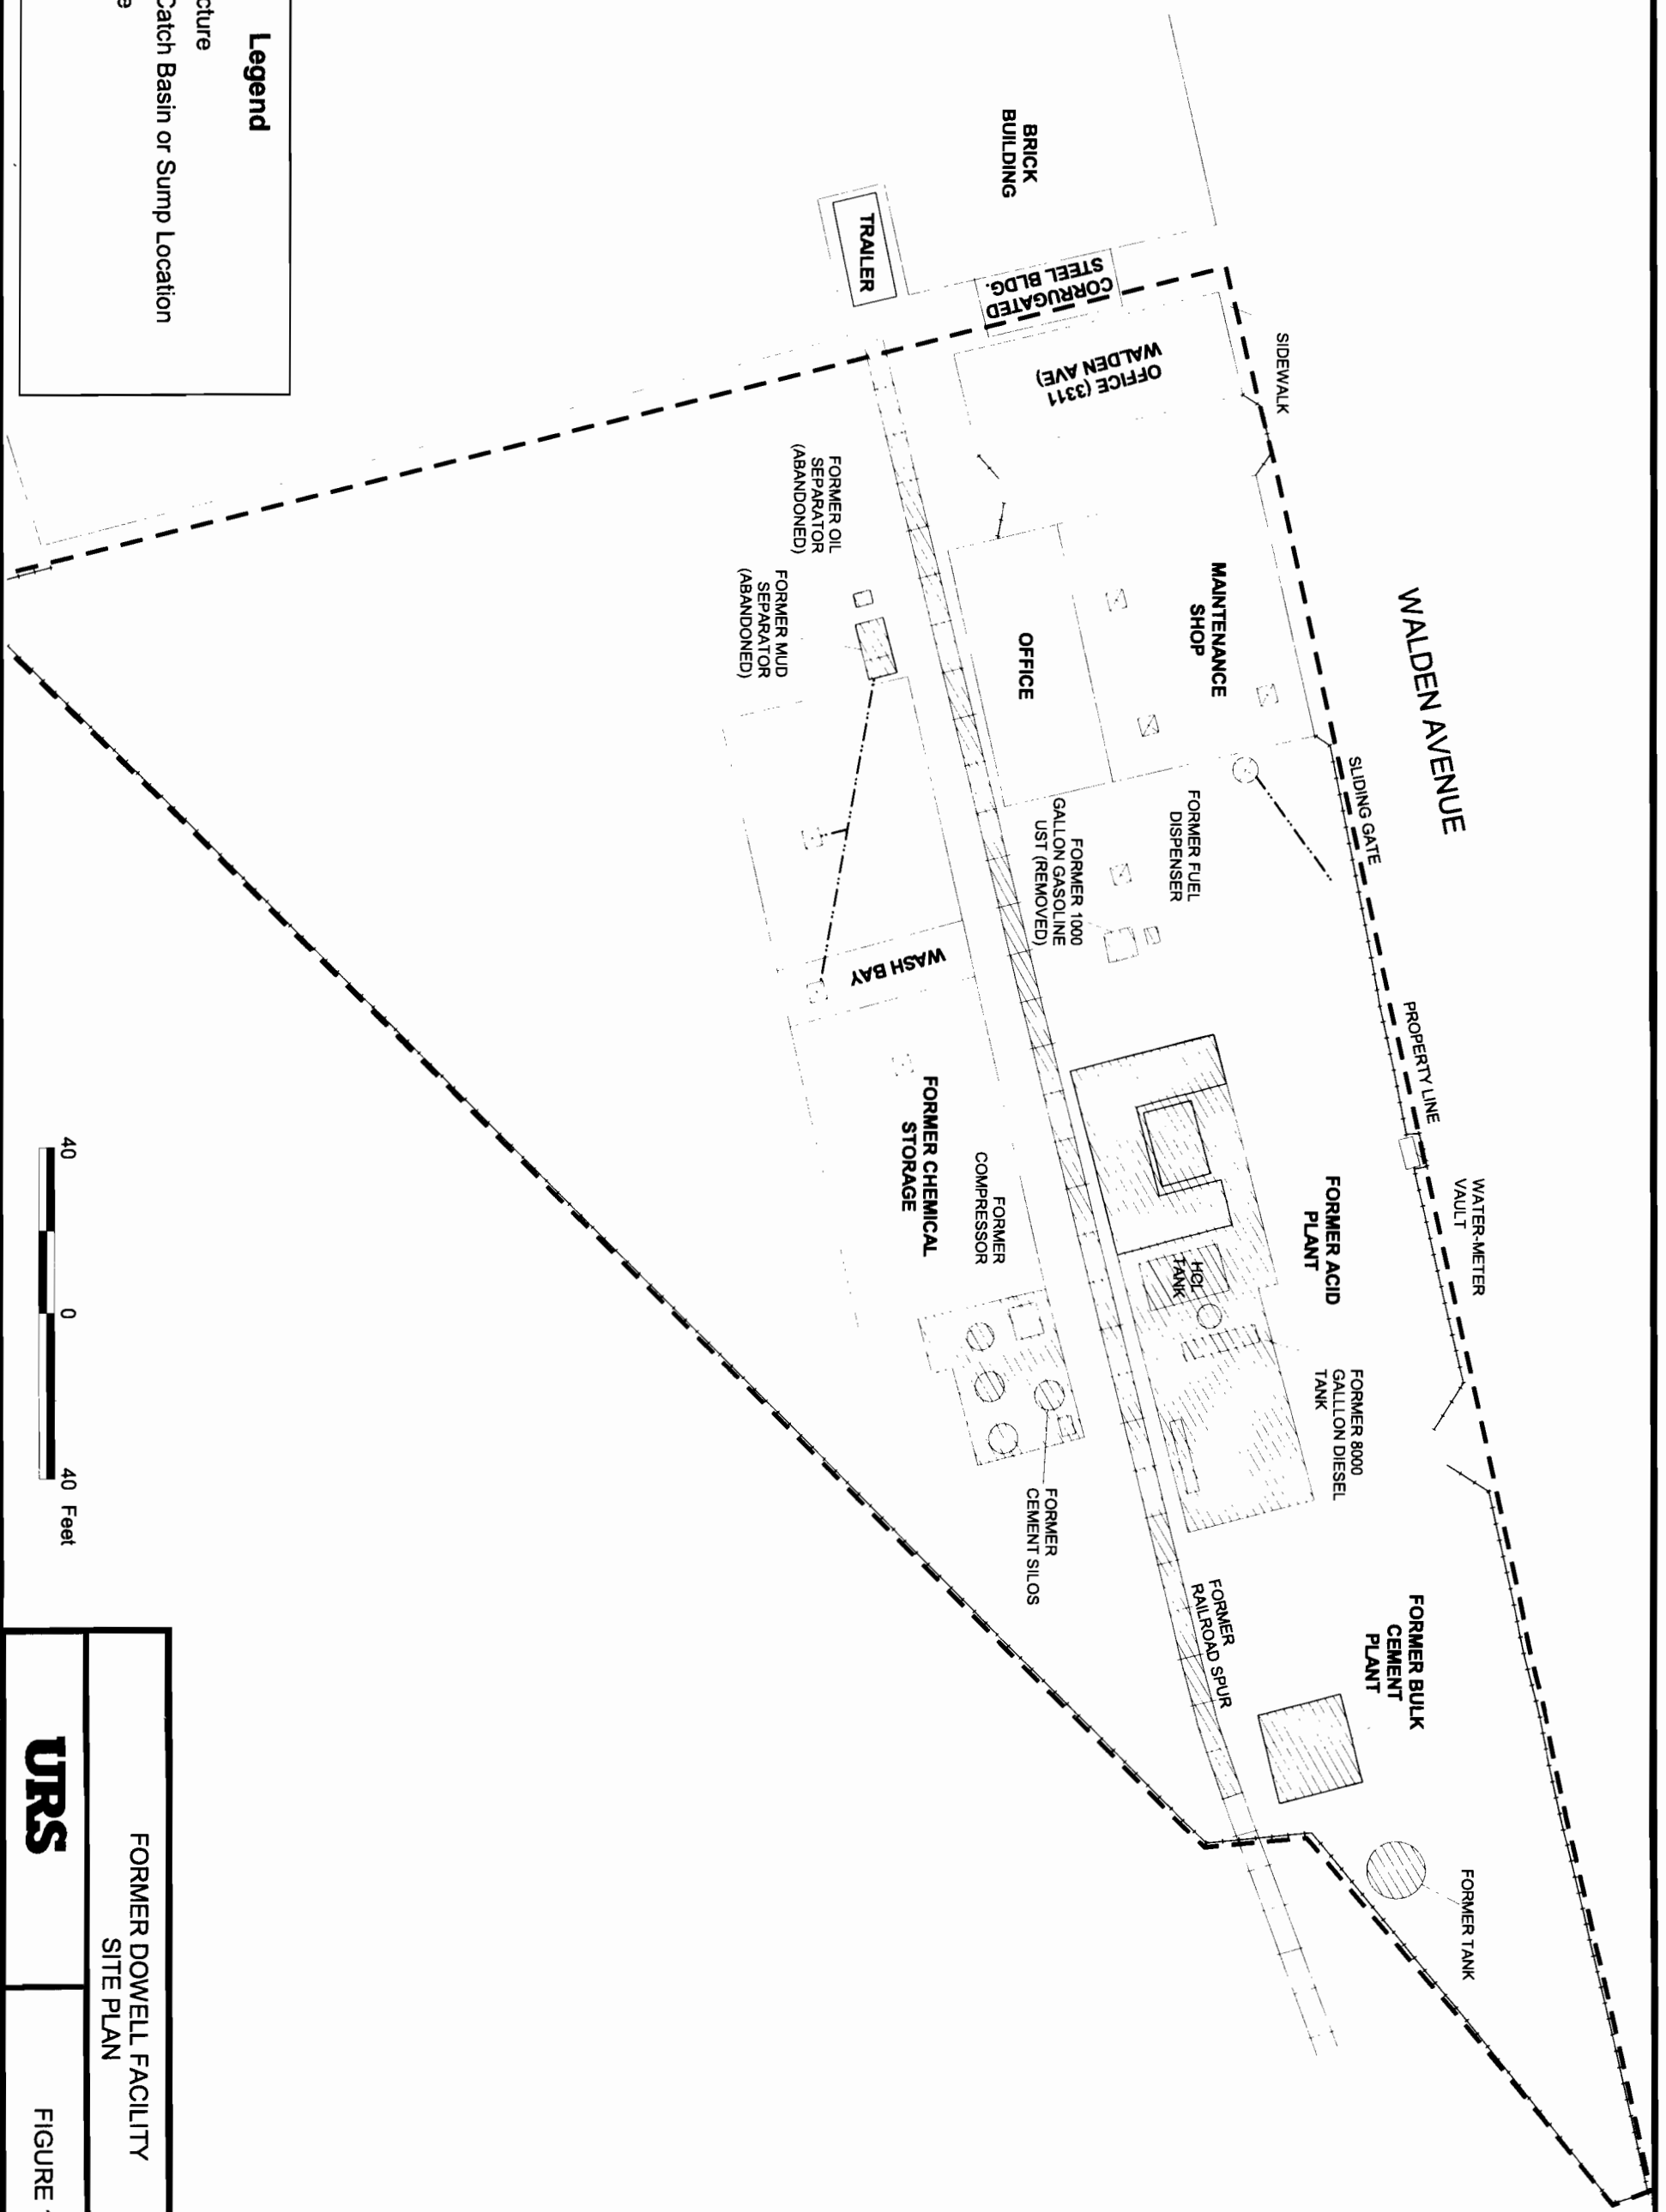 WALDEN AVENUE
SIDEWALK
SLIDING GATE
PROPERTY LINE
WATER-METER
VAULT
BRICK
BUILDING
TRAILER
CORRUGATED
STEEL BLDG.
OFFICE (3311
WALDEN AVE)
MAINTENANCE
SHOP
OFFICE
FORMER FUEL
DISPENSER
FORMER 1000
GALLON GASOLINE
UST (REMOVED)
FORMER ACID
PLANT
HCL
TANK
FORMER 8000
GALLON DIESEL
TANK
FORMER BULK
CEMENT
PLANT
FORMER TANK
FORMER
RAILROAD SPUR
FORMER OIL
SEPARATOR
(ABANDONED)
FORMER MUD
SEPARATOR
(ABANDONED)
WASH BAY
FORMER CHEMICAL
STORAGE
FORMER
COMPRESSOR
FORMER
CEMENT SILOS
Legend
Catch Basin or Sump Location
40 0 40 Feet
FORMER DOWELL FACILITY
SITE PLAN
URS
FIGURE